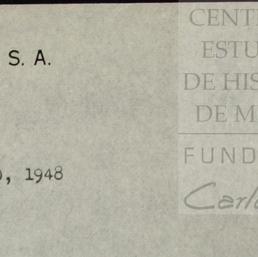 S. A.
, 1948
CENT
ESTU
DE HIS
DE M
FUND
Carl